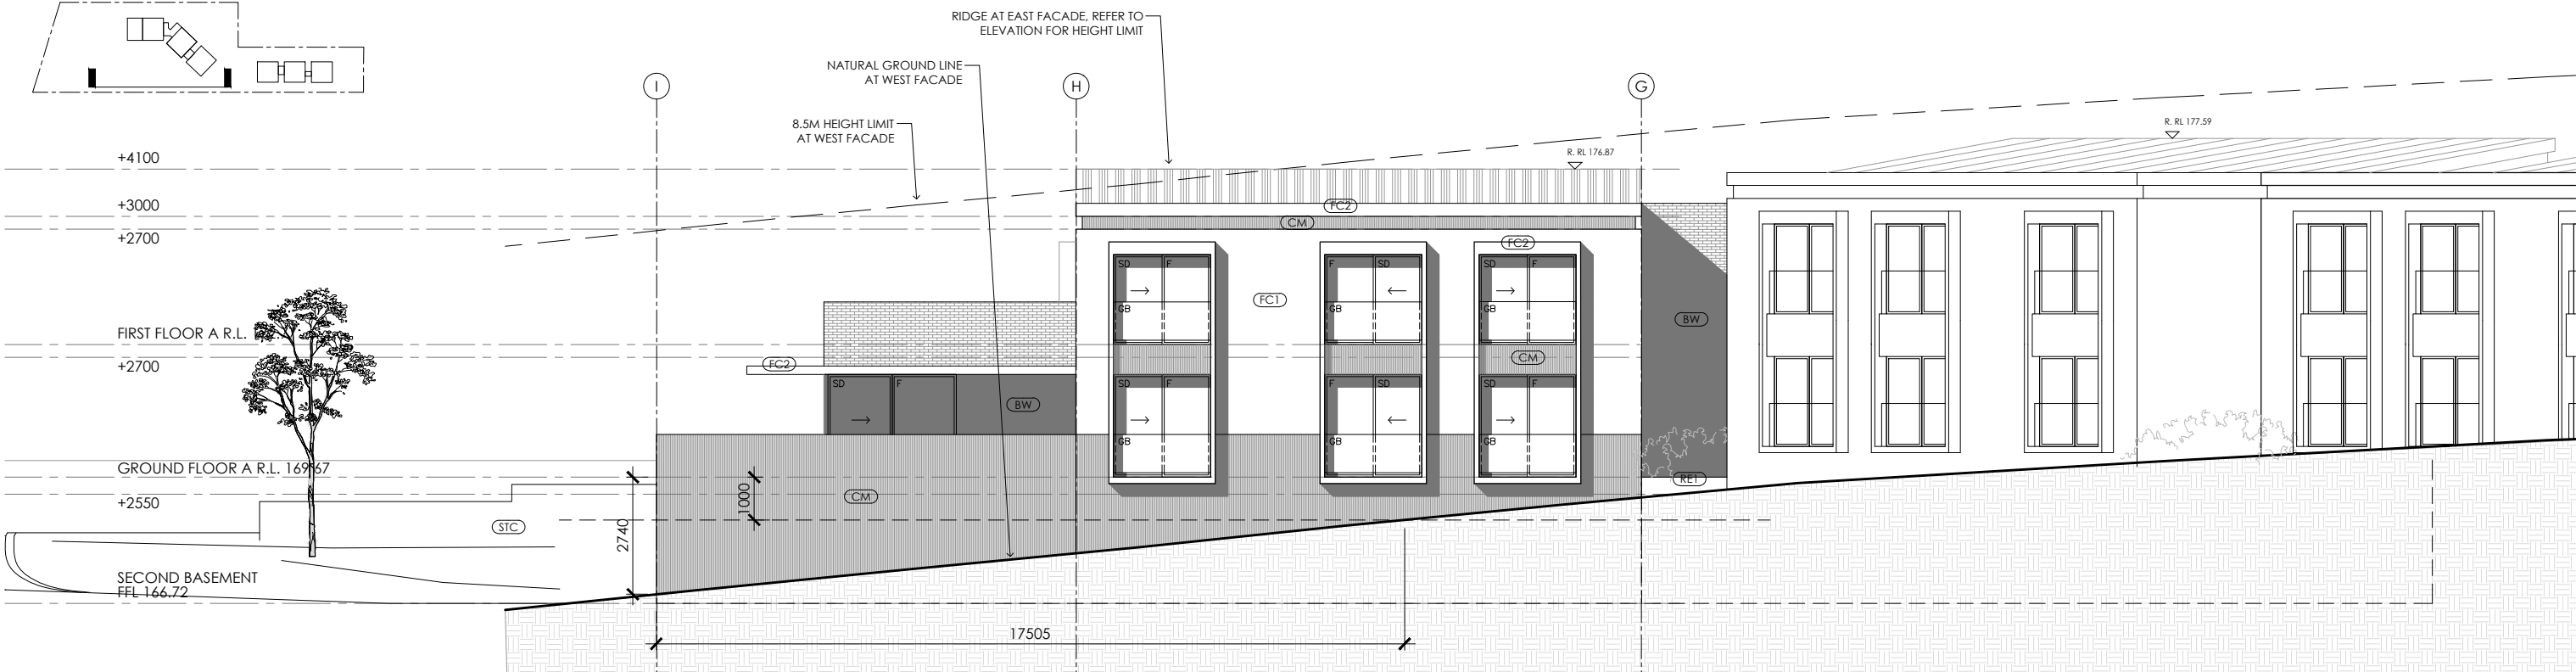 RIDGE AT EAST FACADE, REFER TO
ELEVATION FOR HEIGHT LIMIT
NATURAL GROUND LINE
AT WEST FACADE
I
H
G
8.5M HEIGHT LIMIT
AT WEST FACADE
R. RL 177.59
R. RL 176.87
+4100
+3000
+2700
FC2
CM
FC2
SD F
F SD
SD F
FC1
GB
GB
GB
BW
FIRST FLOOR A R.L.
+2700
FC2
CM
SD F
SD F
F SD
SD F
BW
GB
GB
GB
GROUND FLOOR A R.L. 169.67
+2550
RE1
CM
1000
STC
2740
SECOND BASEMENT
FFL 166.72
17505